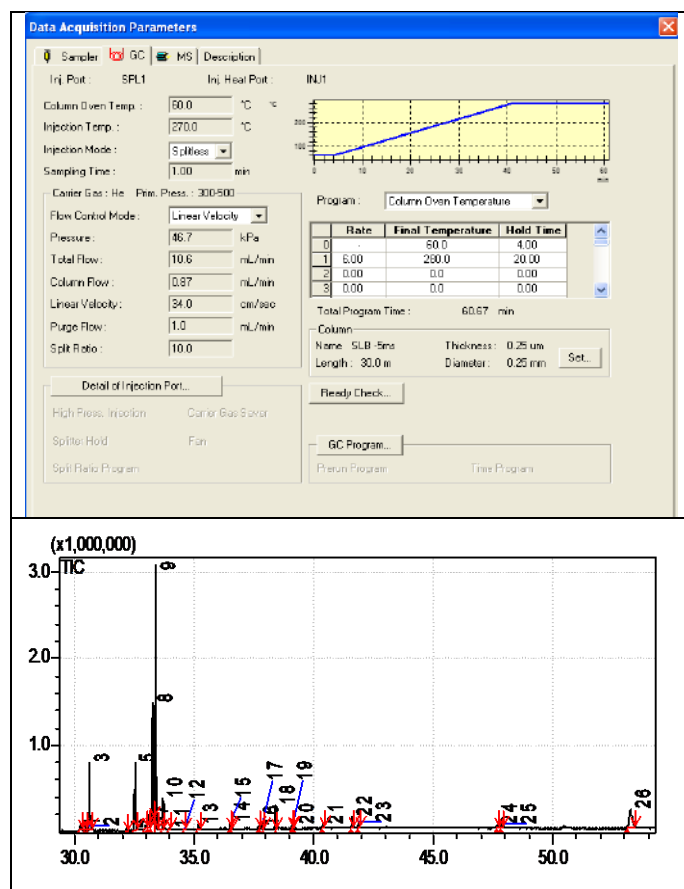 Data Acquisition Parameters
Sampler GC MS Description
Inj. Port : SPL1 Inj. Heat Port : INJ1
Column Oven Temp. : 60.0 °C °C
Injection Temp. : 270.0 °C
Injection Mode : Splitless
Sampling Time : 1.00 min
200
100
0 10 20 30 40 50 60
min
Carrier Gas : He Prim. Press. : 300-500
Flow Control Mode : Linear Velocity
Pressure : 46.7 kPa
Total Flow : 10.6 mL/min
Column Flow : 0.87 mL/min
Linear Velocity : 34.0 cm/sec
Purge Flow : 1.0 mL/min
Split Ratio : 10.0
Program : Column Oven Temperature
Rate Final Temperature Hold Time
0 - 60.0 4.00
1 6.00 280.0 20.00
2 0.00 0.0 0.00
3 0.00 0.0 0.00
Total Program Time : 60.67 min
Column
Name : SLB -5ms Thickness : 0.25 um
Length : 30.0 m Diameter : 0.25 mm
Set...
Detail of Injection Port...
High Press. Injection Carrier Gas Saver
Splitter Hold Fan
Split Ratio Program
Ready Check...
GC Program...
Prerun Program Time Program
(x1,000,000)
TIC
3.0
2.0
1.0
3 2 5 9 8 10 1 12 13 14 15 17 18 19 20 21 22 23 24 25 26
30.0 35.0 40.0 45.0 50.0